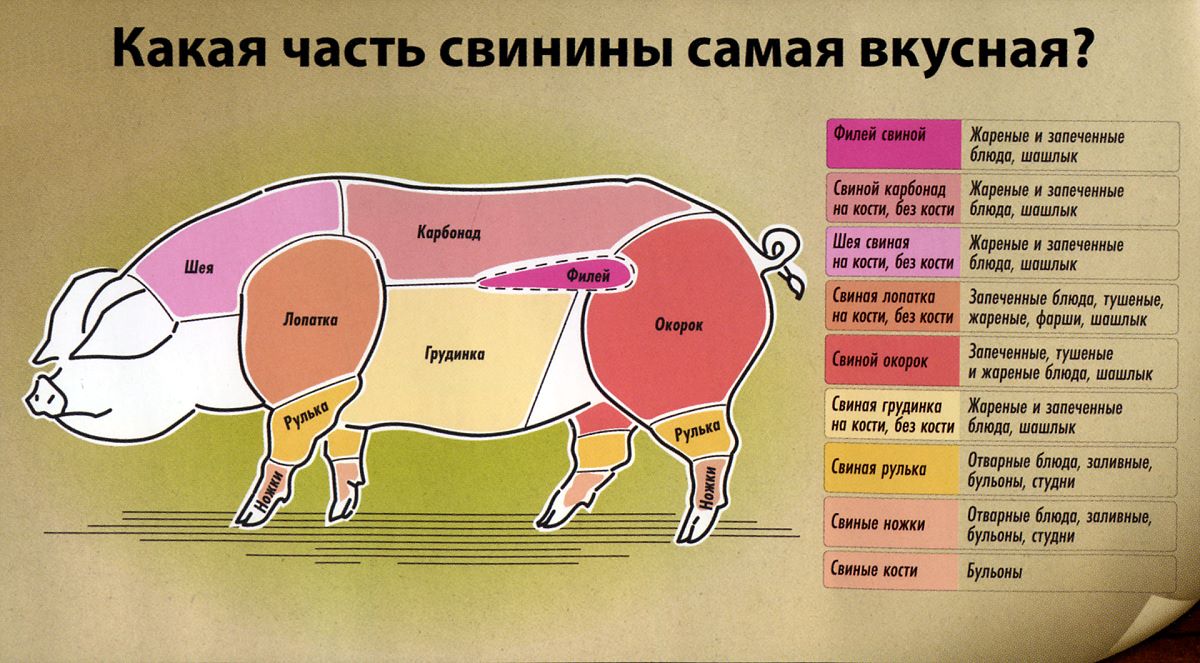 Какая часть свинины самая вкусная?
Шея
Карбонад
Филей
Лопатка
Окорок
Грудинка
Рулька
Рулька
Ножки
Ножки
Филей свиной
Жареные и запеченные
блюда, шашлык
Свиной карбонад
на кости, без кости
Жареные и запеченные
блюда, шашлык
Шея свиная
на кости, без кости
Жареные и запеченные
блюда, шашлык
Свиная лопатка
на кости, без кости
Запеченные блюда, тушеные,
жареные, фарши, шашлык
Свиной окорок
Запеченные, тушеные
и жареные блюда, шашлык
Свиная грудинка
на кости, без кости
Жареные и запеченные
блюда, шашлык
Свиная рулька
Отварные блюда, заливные,
бульоны, студни
Свиные ножки
Отварные блюда, заливные,
бульоны, студни
Свиные кости
Бульоны